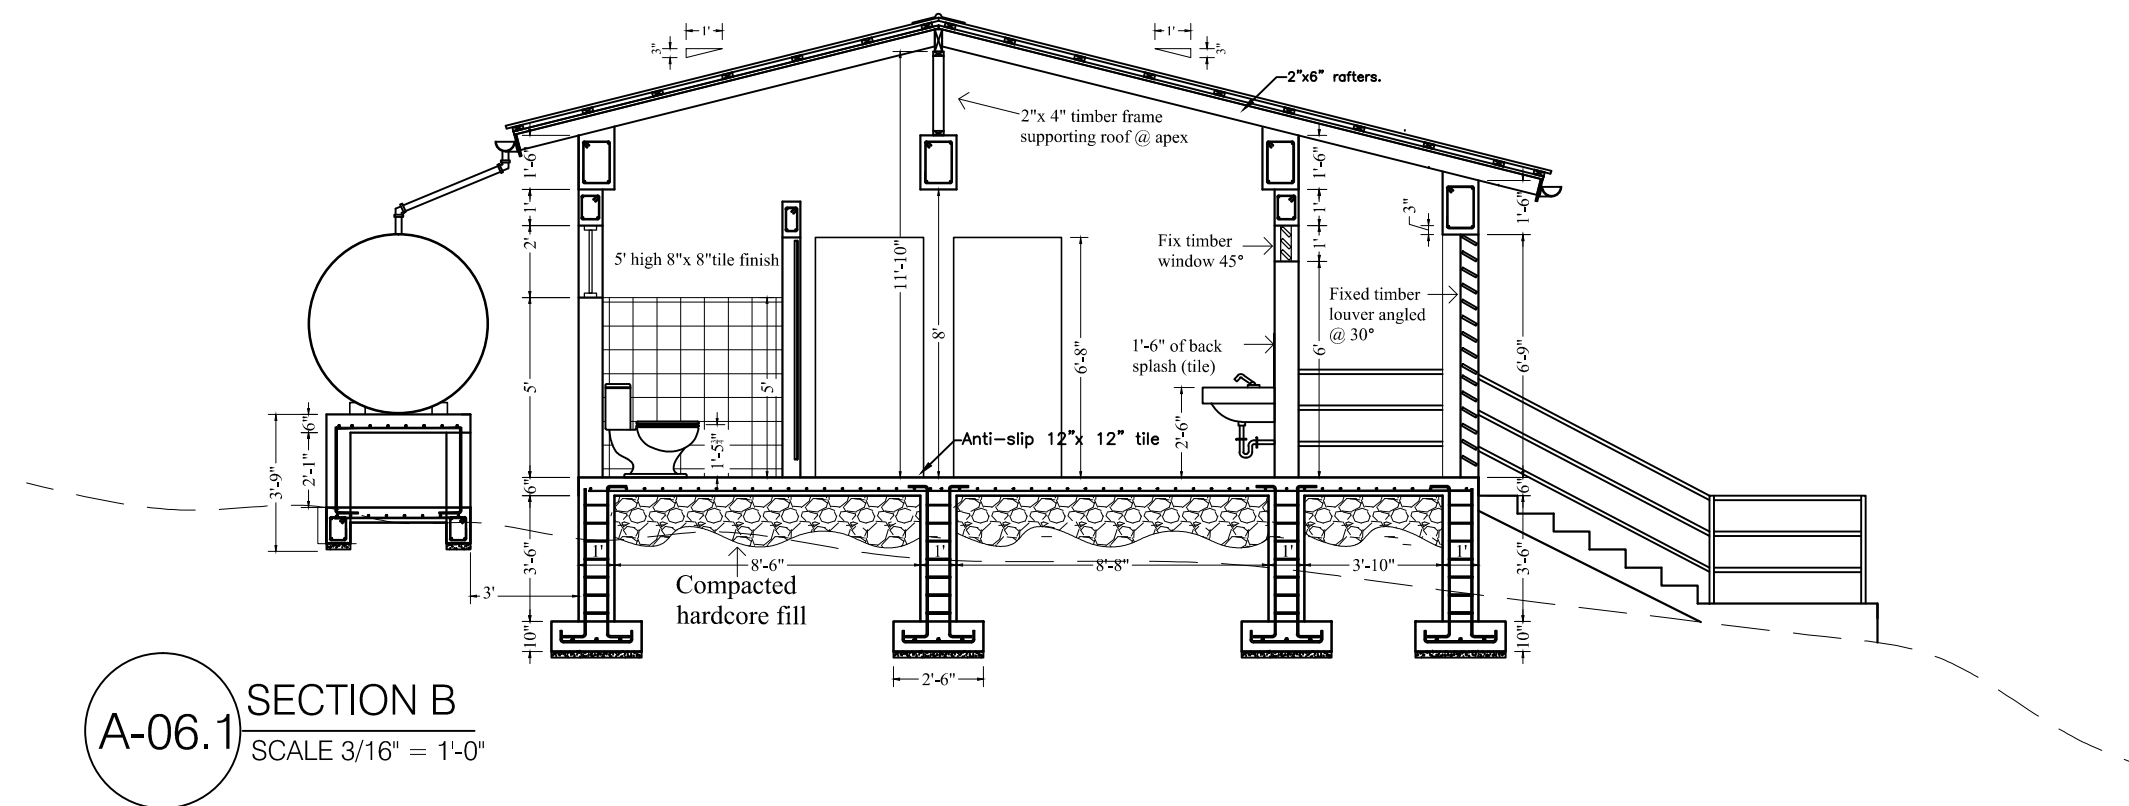 1'
1'
3"
3"
2"x6" rafters.
2"x 4" timber frame
supporting roof @ apex
1'-6"
1'-6"
1'-6"
1'
1'
3"
2'
1'
Fix timber
window 45°
5' high 8"x 8"tile finish
11'-10"
Fixed timber
louver angled
@ 30°
8'
6'-8"
6'
6'-9"
1'-6" of back
splash (tile)
5'
5'
2'-6"
1'-5¾"
Anti-slip 12"x 12" tile
6"
2'-1"
3'-9"
6"
6"
3'-6"
3'-6"
1'
1'
1'
1'
8'-6"
8'-8"
3'-10"
3'
Compacted
hardcore fill
10"
10"
2'-6"
A-06.1
SECTION B
SCALE 3/16" = 1'-0"